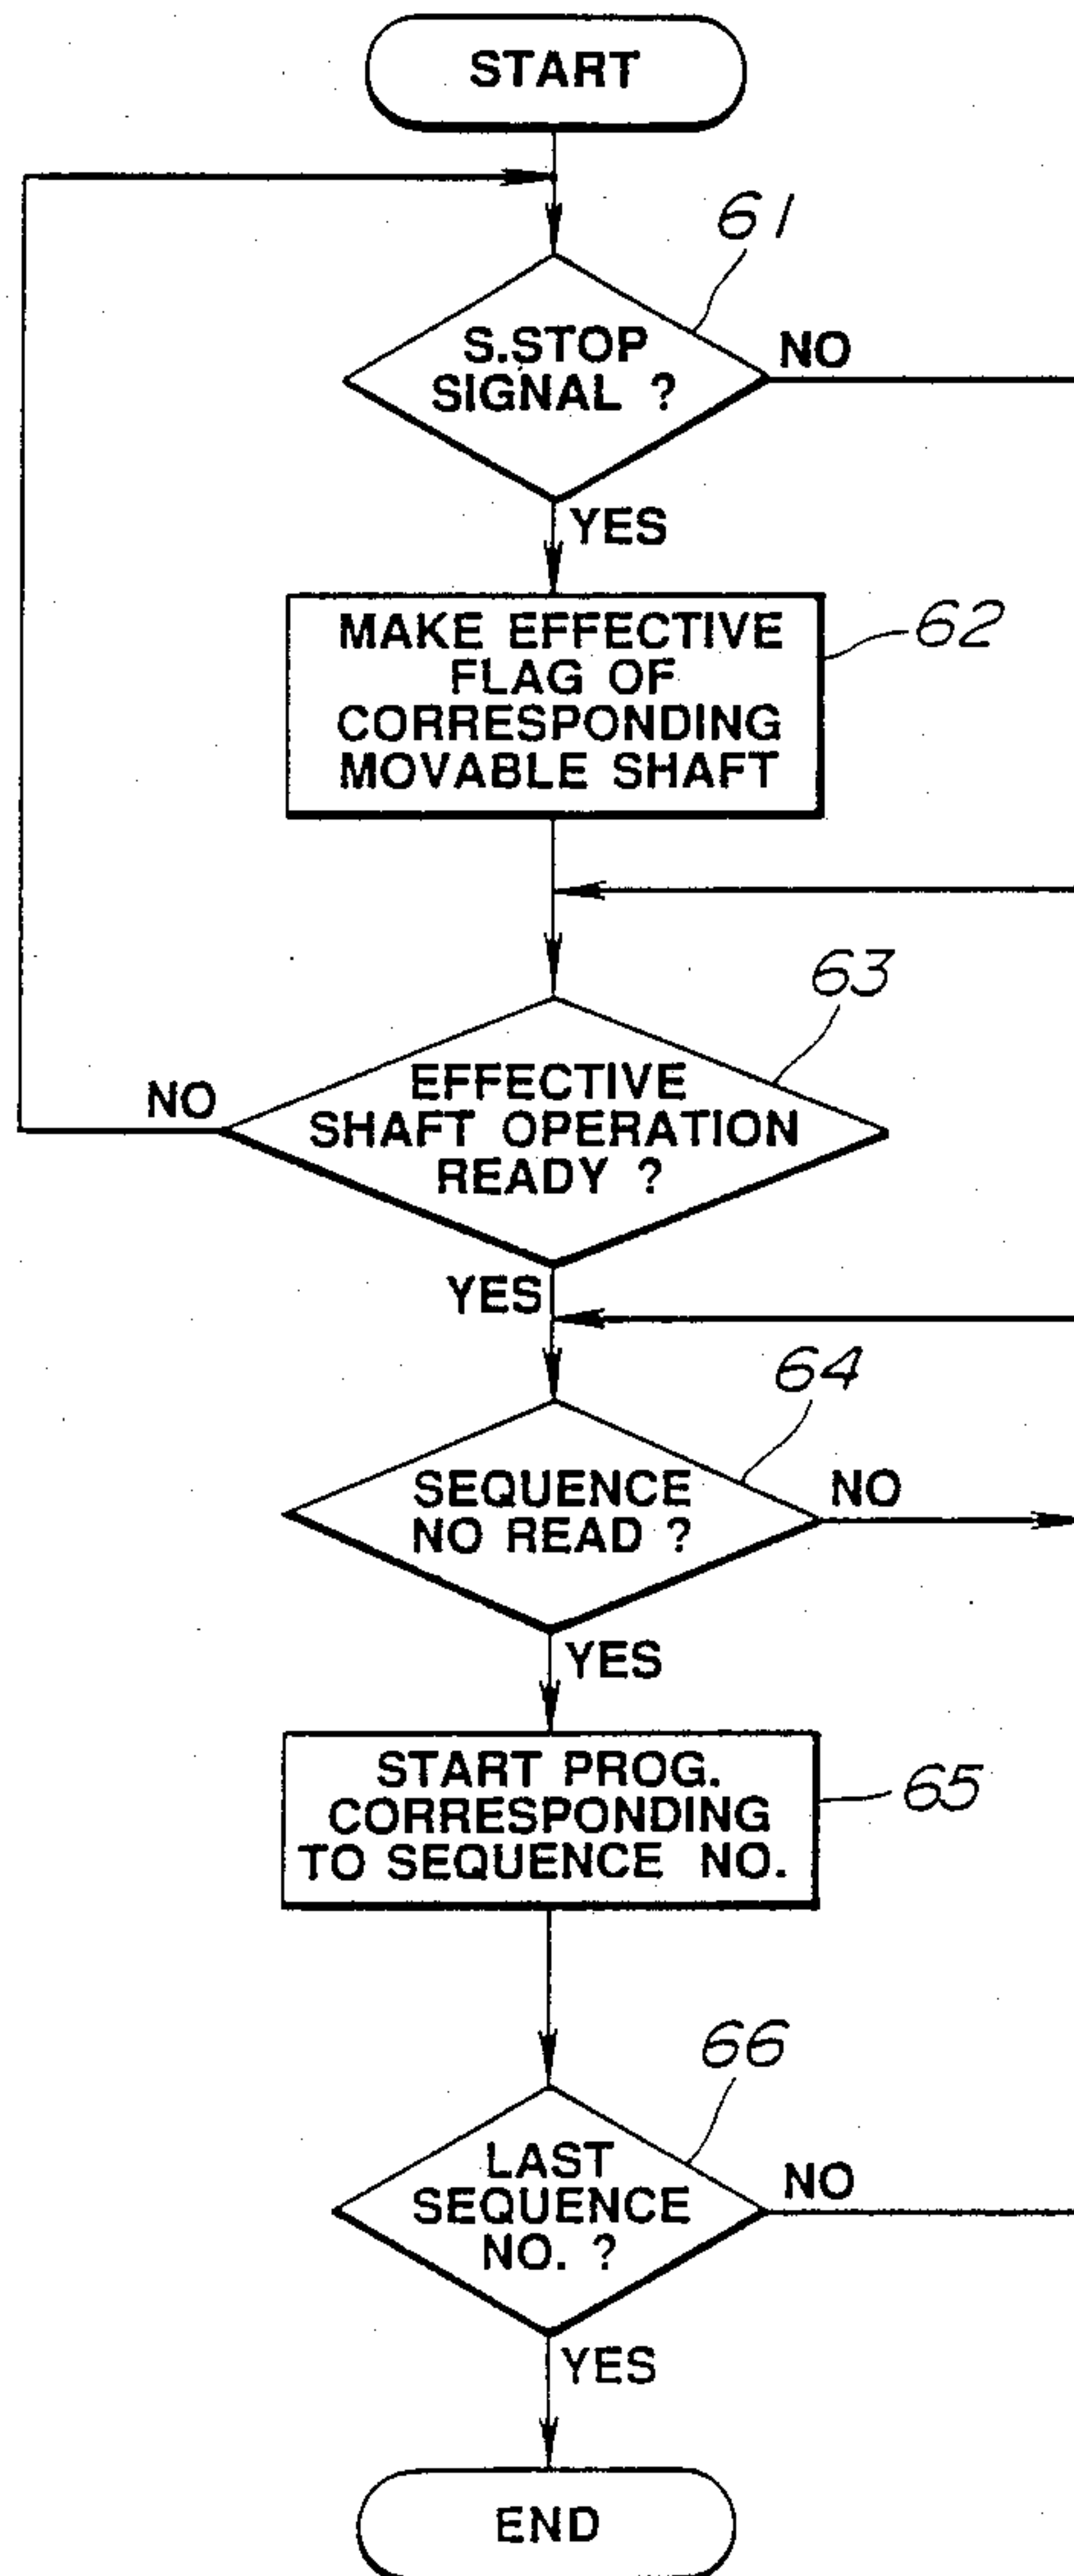 START
61
S.STOP
SIGNAL ?
NO
YES
MAKE EFFECTIVE
FLAG OF
CORRESPONDING
MOVABLE SHAFT
62
63
EFFECTIVE
SHAFT OPERATION
READY ?
NO
YES
64
SEQUENCE
NO READ ?
NO
YES
START PROG.
CORRESPONDING
TO SEQUENCE NO.
65
66
LAST
SEQUENCE
NO. ?
NO
YES
END